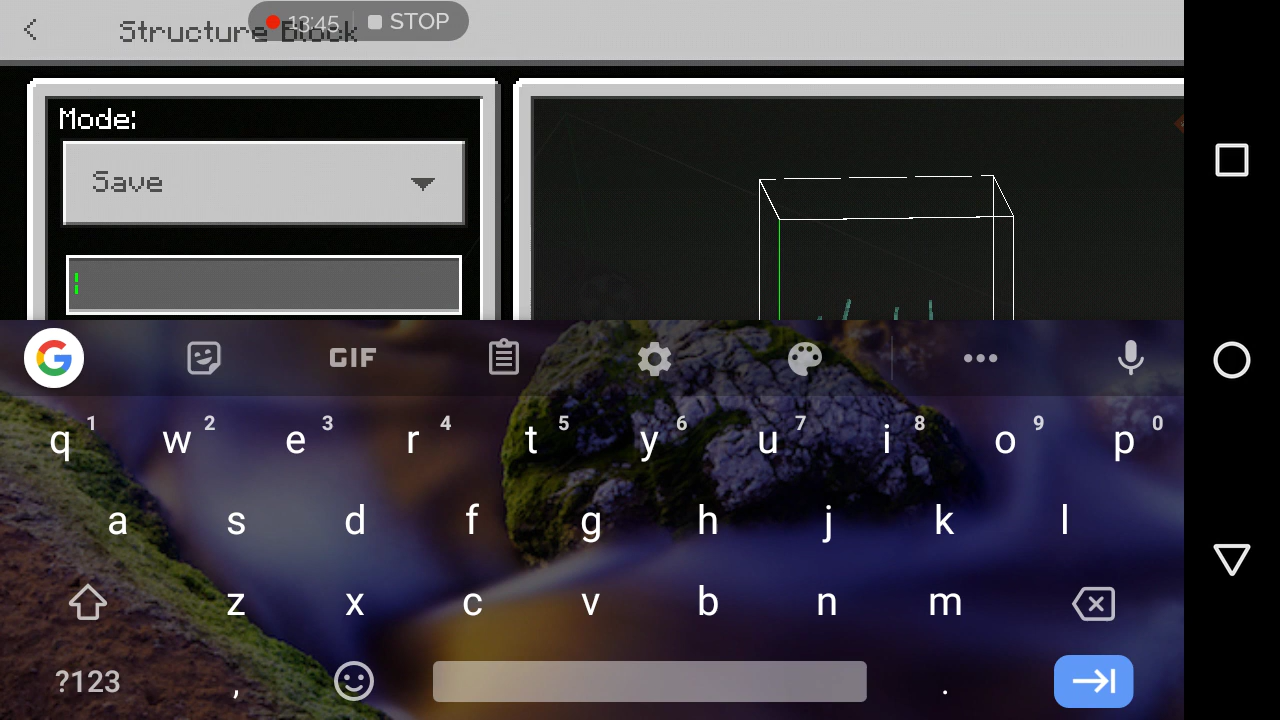 13:45 STOP
Structure Block
Mode:
Save
GIF
1 2 3 4 5 6 7 8 9 0
q w e r t y u i o p
a s d f g h j k l
z x c v b n m
?123 , .